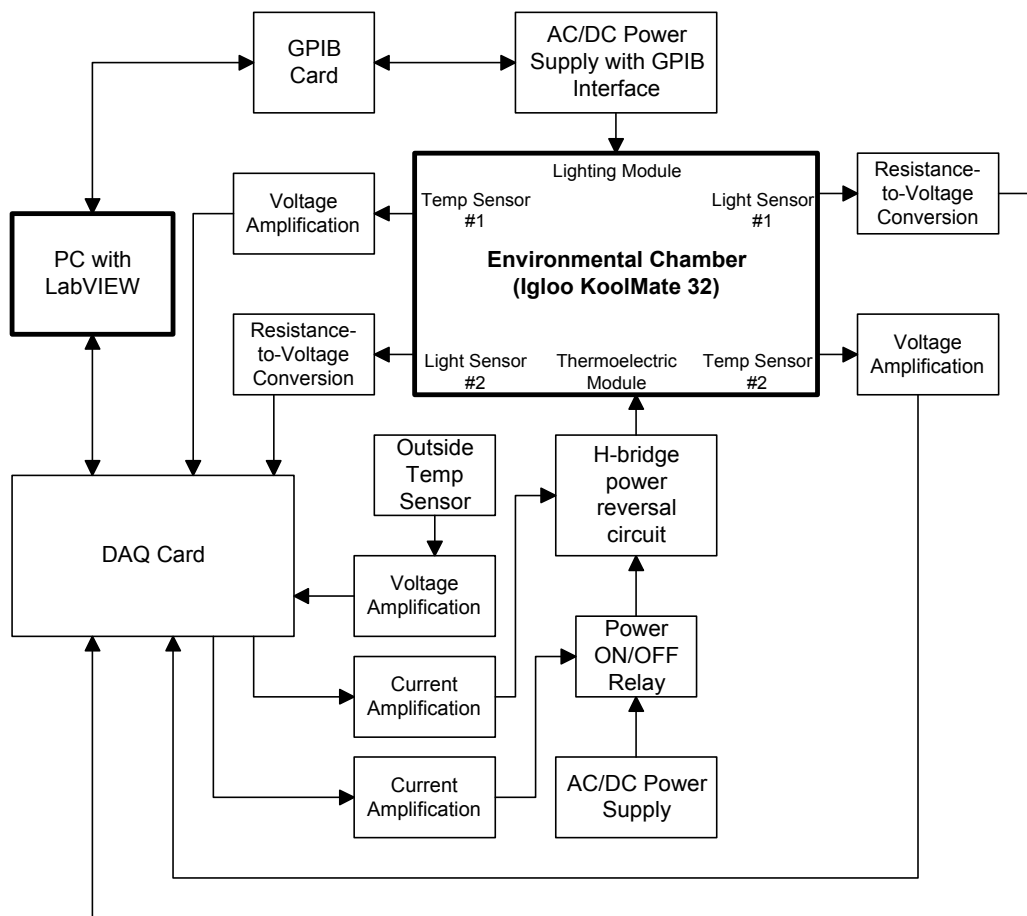 GPIB
Card
AC/DC Power
Supply with GPIB
Interface
Lighting Module
Voltage
Amplification
Temp Sensor
#1
Light Sensor
#1
Resistance-
to-Voltage
Conversion
PC with
LabVIEW
Environmental Chamber
(Igloo KoolMate 32)
Resistance-
to-Voltage
Conversion
Light Sensor
#2
Thermoelectric
Module
Temp Sensor
#2
Voltage
Amplification
Outside
Temp
Sensor
H-bridge
power
reversal
circuit
DAQ Card
Voltage
Amplification
Power
ON/OFF
Relay
Current
Amplification
Current
Amplification
AC/DC Power
Supply